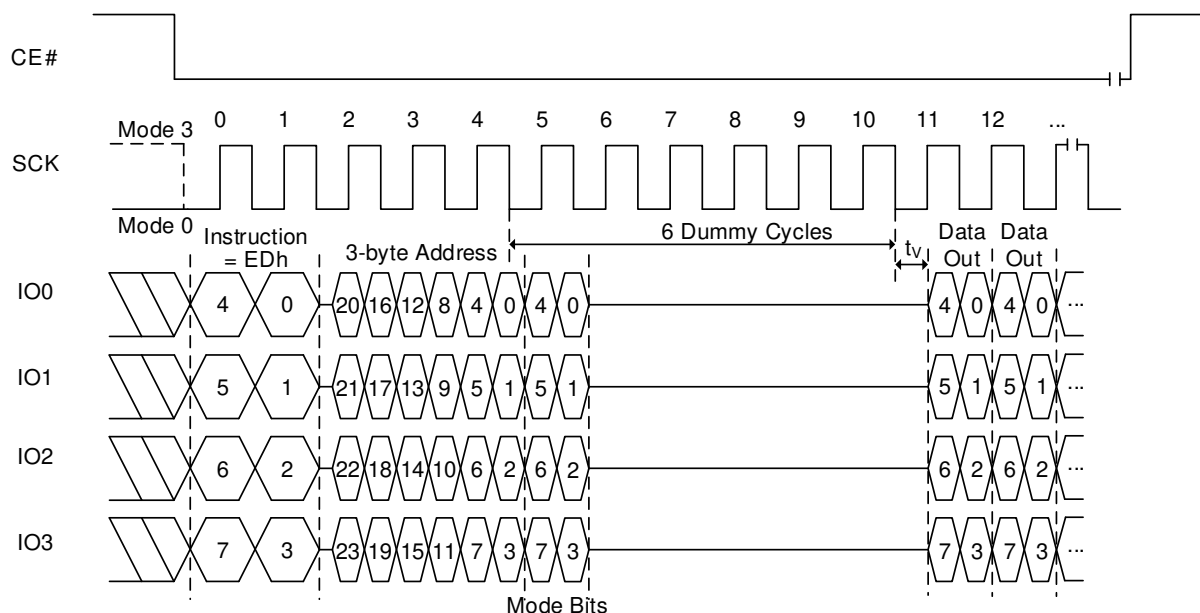 CE#
0 1 2 3 4 5 6 7 8 9 10 11 12 ...
Mode 3
SCK
Mode 0
Instruction
= EDh
3-byte Address
6 Dummy Cycles
tV
Data
Out
Data
Out
IO0 4 0 20 16 12 8 4 0 4 0 4 0 4 0 ...
IO1 5 1 21 17 13 9 5 1 5 1 5 1 5 1 ...
IO2 6 2 22 18 14 10 6 2 6 2 6 2 6 2 ...
IO3 7 3 23 19 15 11 7 3 7 3 7 3 7 3 ...
Mode Bits